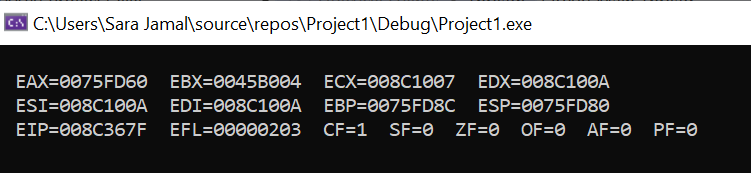 C:\Users\Sara Jamal\source\repos\Project1\Debug\Project1.exe
EAX=0075FD60  EBX=0045B004  ECX=008C1007  EDX=008C100A
ESI=008C100A  EDI=008C100A  EBP=0075FD8C  ESP=0075FD80
EIP=008C367F  EFL=00000203  CF=1  SF=0  ZF=0  OF=0  AF=0  PF=0